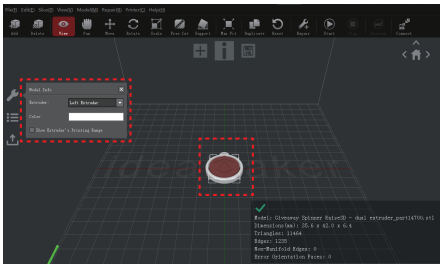 File(F) Edit(E) Slice(S) View(V) Model(M) Repair(R) Printer(C) Help(H)
Add Delete View Pan Move Rotate Scale Free Cut Support Max Fit Duplicate Reset Repair Start Connect
Model Info
Extruder: Left Extruder
Color:
Show Extruder's Printing Range
ideaMaker
Model: Giveaway Spinner Raise3D - dual extruder_part14700.stl
Dimensions(mm): 35.6 x 42.0 x 6.4
Triangles: 11464
Edges: 1235
Non-Manifold Edges: 0
Error Orientation Faces: 0